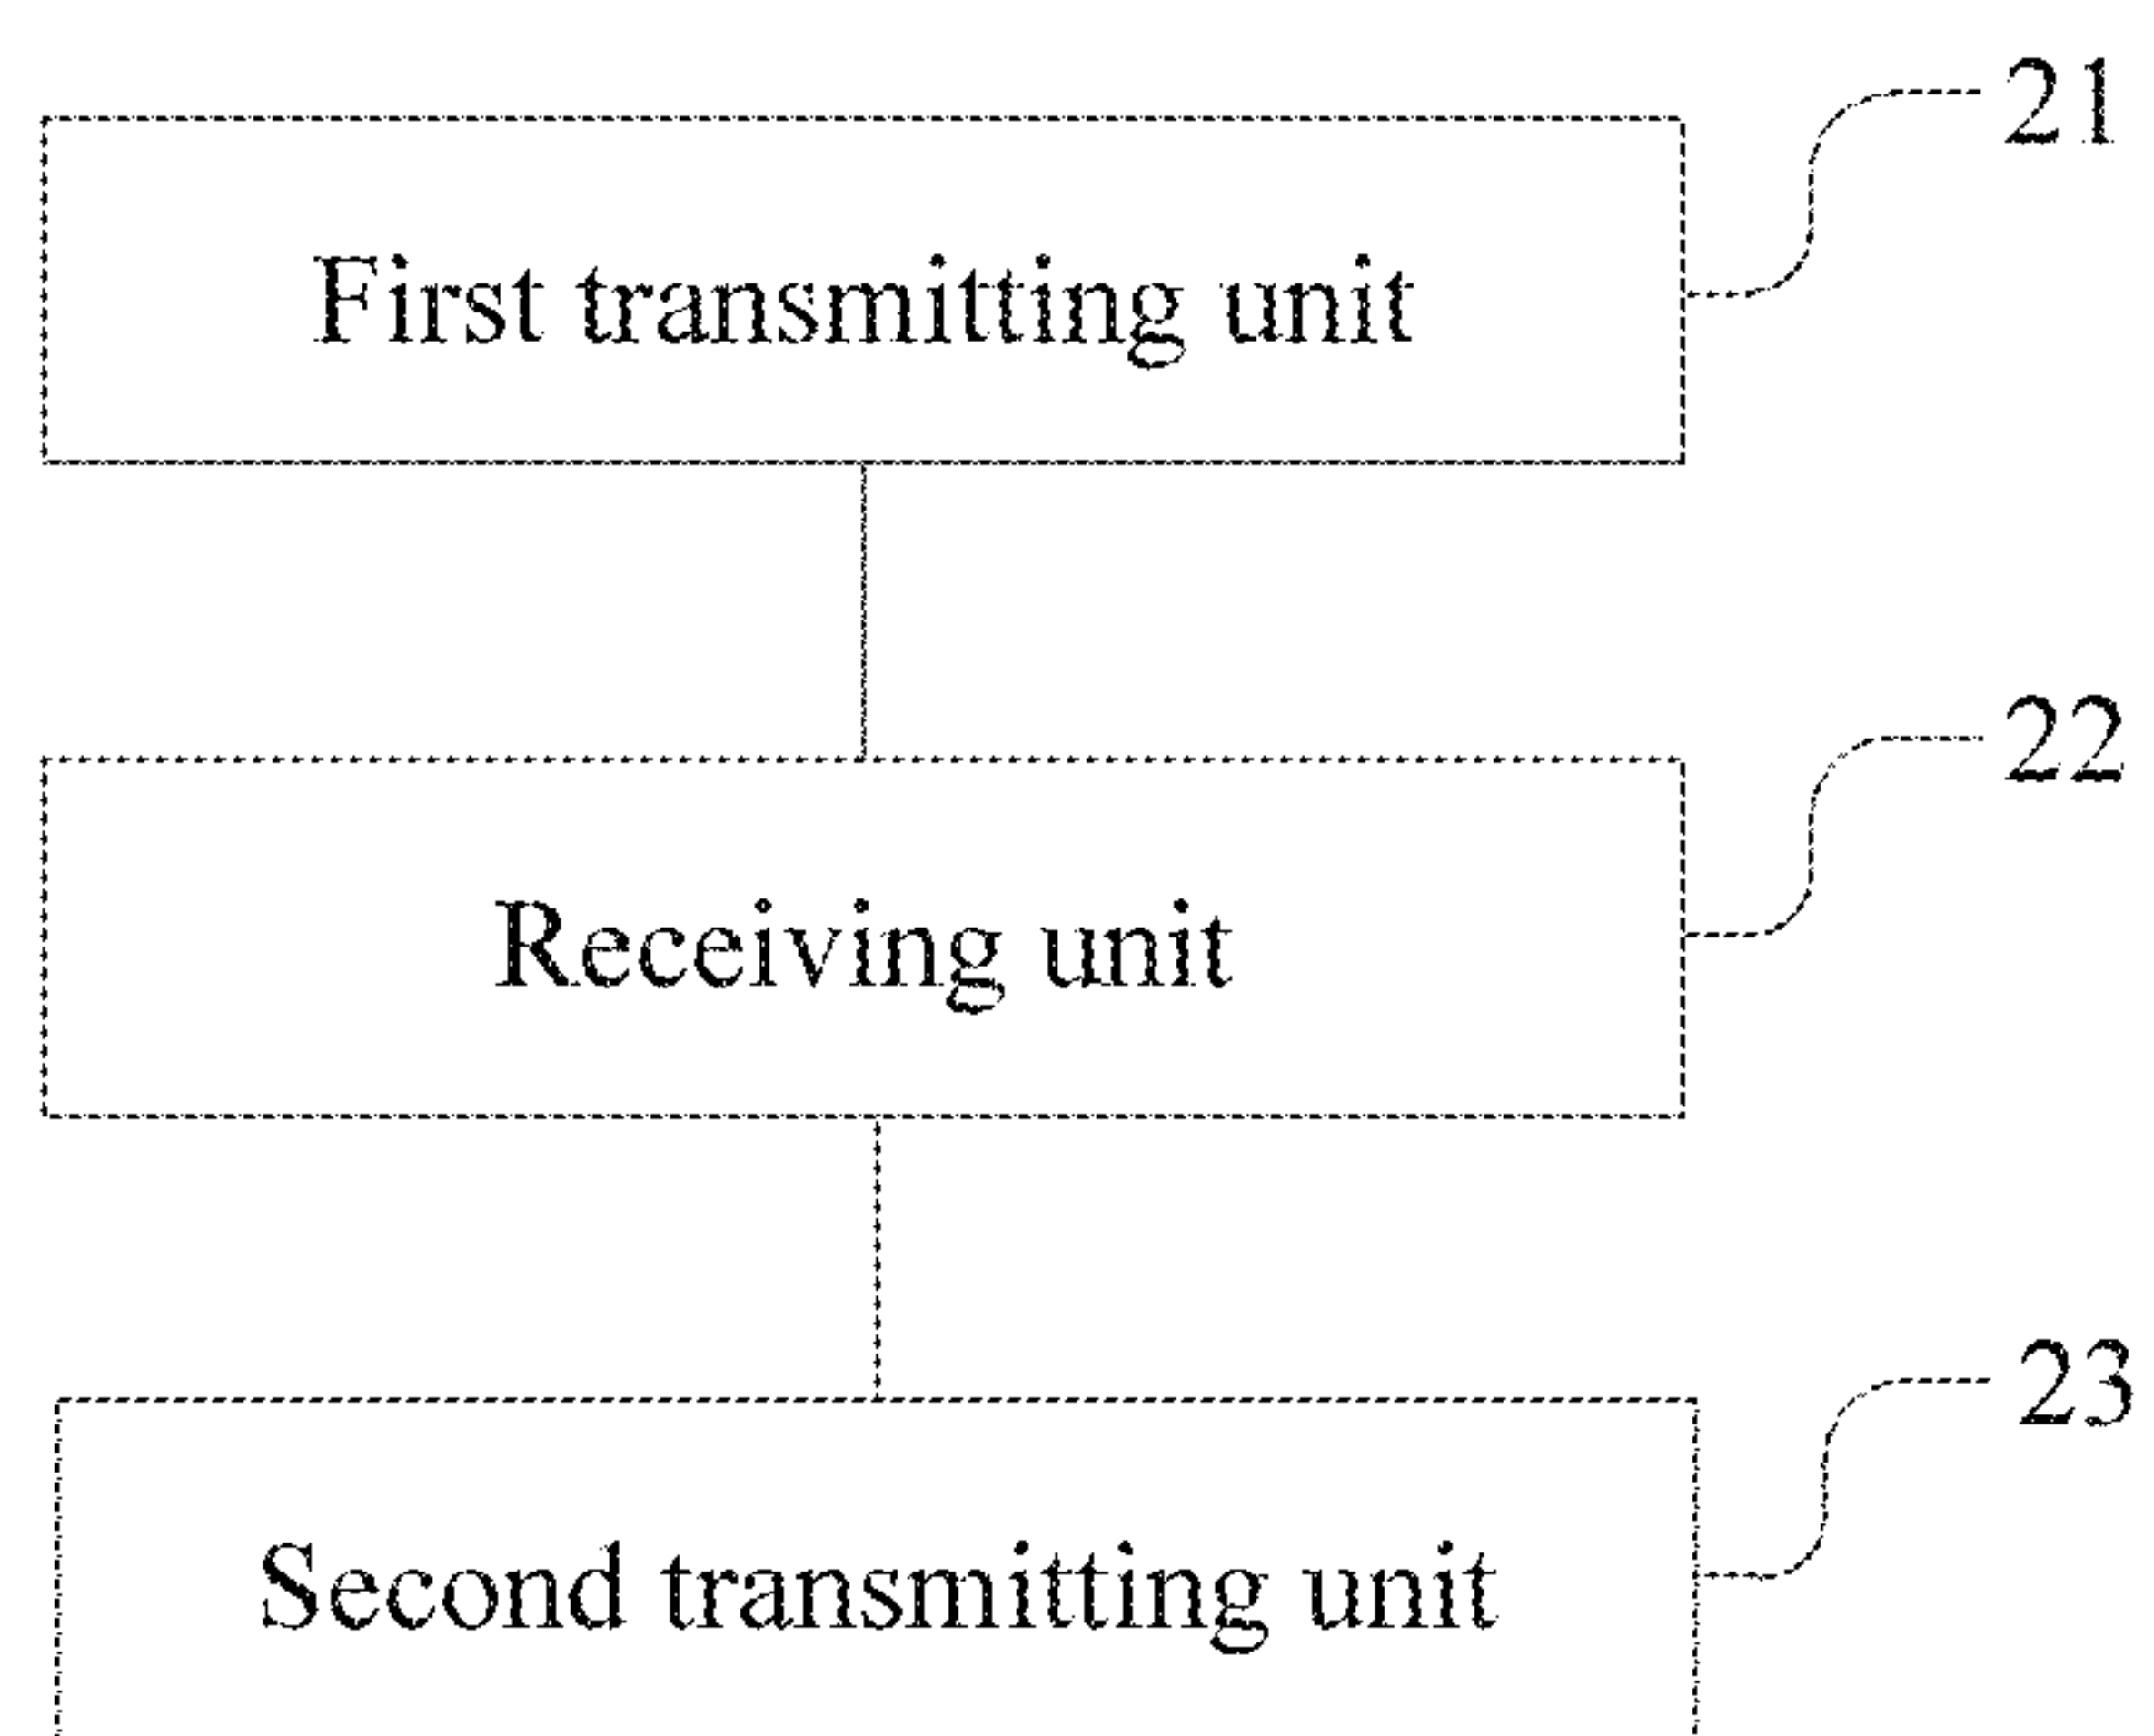 21
First transmitting unit
22
Receiving unit
23
Second transmitting unit